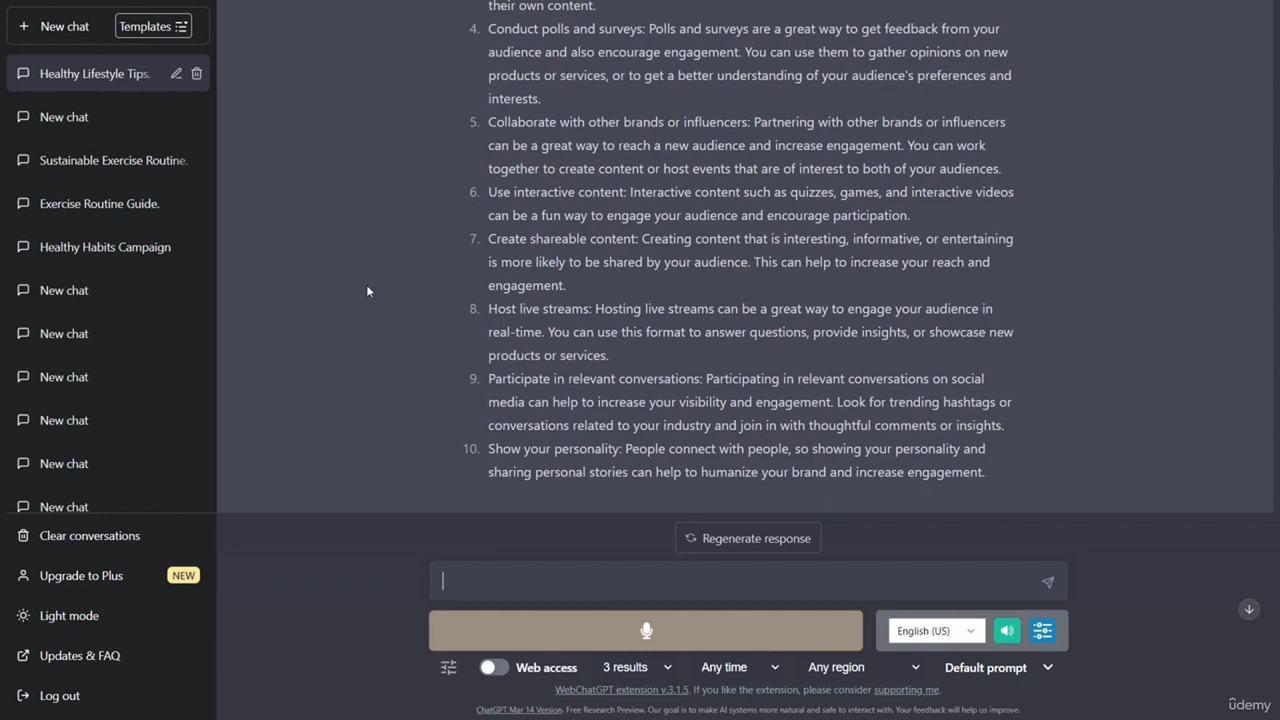 New chat
Templates
Healthy Lifestyle Tips.
New chat
Sustainable Exercise Routine.
Exercise Routine Guide.
Healthy Habits Campaign
New chat
New chat
New chat
New chat
New chat
New chat
Clear conversations
Upgrade to Plus NEW
Light mode
Updates & FAQ
Log out
their own content.
4. Conduct polls and surveys: Polls and surveys are a great way to get feedback from your
audience and also encourage engagement. You can use them to gather opinions on new
products or services, or to get a better understanding of your audience's preferences and
interests.
5. Collaborate with other brands or influencers: Partnering with other brands or influencers
can be a great way to reach a new audience and increase engagement. You can work
together to create content or host events that are of interest to both of your audiences.
6. Use interactive content: Interactive content such as quizzes, games, and interactive videos
can be a fun way to engage your audience and encourage participation.
7. Create shareable content: Creating content that is interesting, informative, or entertaining
is more likely to be shared by your audience. This can help to increase your reach and
engagement.
8. Host live streams: Hosting live streams can be a great way to engage your audience in
real-time. You can use this format to answer questions, provide insights, or showcase new
products or services.
9. Participate in relevant conversations: Participating in relevant conversations on social
media can help to increase your visibility and engagement. Look for trending hashtags or
conversations related to your industry and join in with thoughtful comments or insights.
10. Show your personality: People connect with people, so showing your personality and
sharing personal stories can help to humanize your brand and increase engagement.
Regenerate response
English (US)
Web access 3 results Any time Any region Default prompt
WebChatGPT extension v.3.1.5. If you like the extension, please consider supporting me.
ChatGPT Mar 14 Version. Free Research Preview. Our goal is to make AI systems more natural and safe to interact with. Your feedback will help us improve.
ûdemy